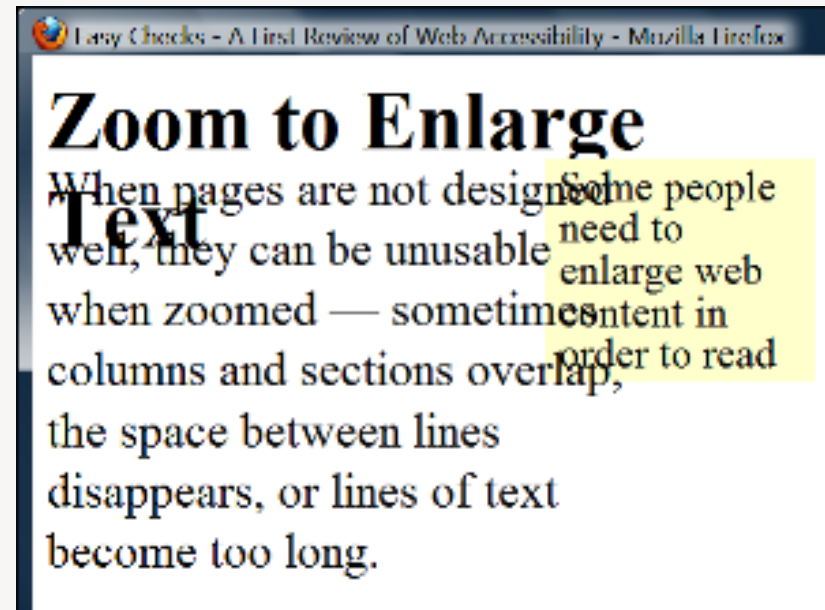 Easy Checks - A First Review of Web Accessibility - Mozilla Firefox
Zoom to Enlarge
Text
When pages are not designed
well, they can be unusable
when zoomed — sometimes
columns and sections overlap,
the space between lines
disappears, or lines of text
become too long.
Some people
need to
enlarge web
content in
order to read